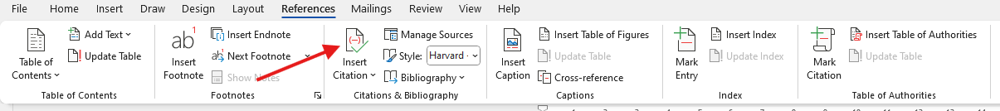 File Home Insert Draw Design Layout References Mailings Review View Help
Table of
Contents
Add Text
Update Table
Table of Contents
ab1
Insert
Footnote
Insert Endnote
ab1 Next Footnote
Show Notes
Footnotes
Insert
Citation
Manage Sources
Style: Harvard
Bibliography
Citations & Bibliography
Insert
Caption
Insert Table of Figures
Update Table
Cross-reference
Captions
Mark
Entry
Insert Index
Update Index
Index
Mark
Citation
Insert Table of Authorities
Update Table
Table of Authorities